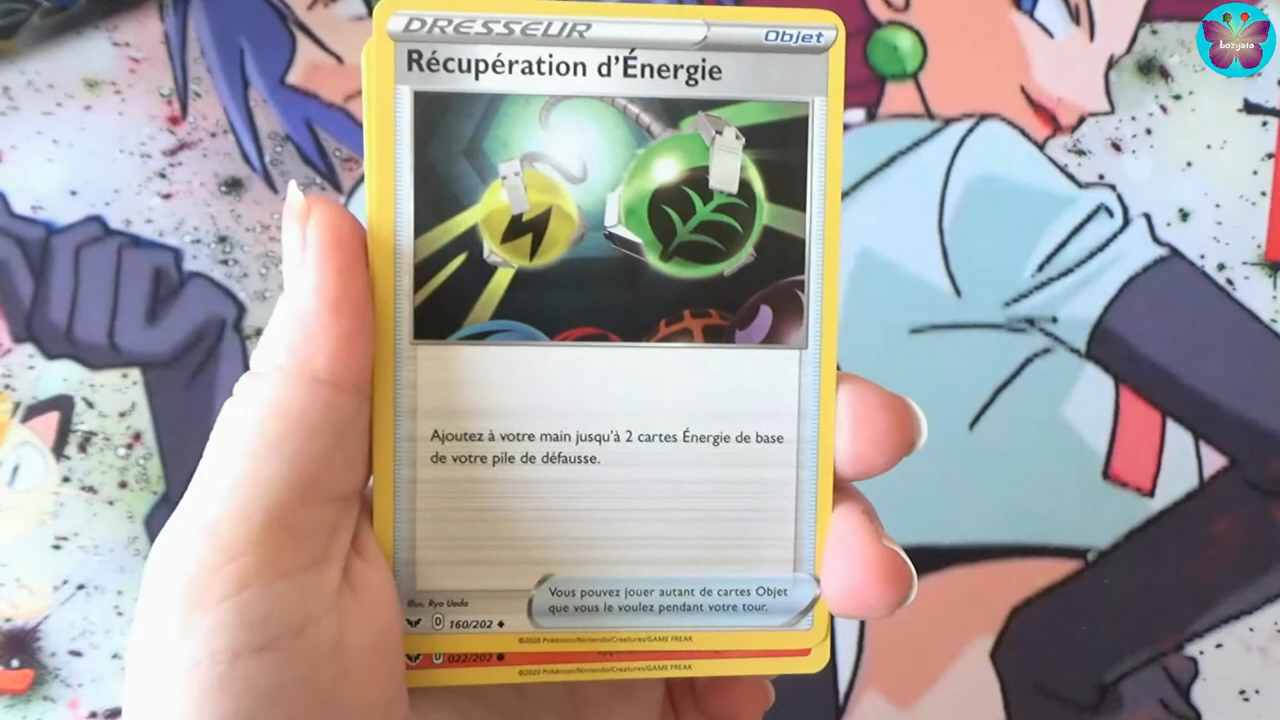 Lozyata
DRESSEUR
Objet
Récupération d'Énergie
Ajoutez à votre main jusqu'à 2 cartes Énergie de base
de votre pile de défausse.
Vous pouvez jouer autant de cartes Objet
que vous le voulez pendant votre tour.
Illus. Ryo Ueda
D 160/202
©2020 Pokémon/Nintendo/Creatures/GAME FREAK
D 022/202
©2020 Pokémon/Nintendo/Creatures/GAME FREAK